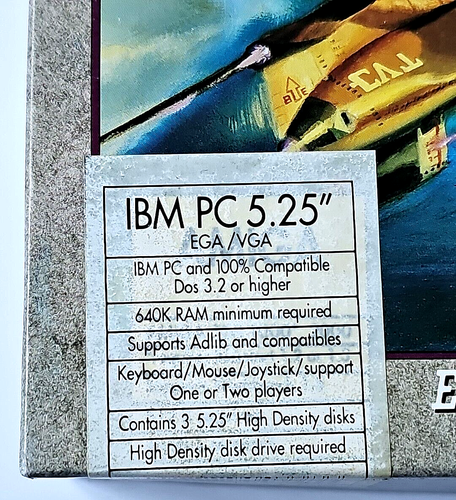 IBM PC 5.25"
EGA/VGA
IBM PC and 100% Compatible
Dos 3.2 or higher
640K RAM minimum required
Supports Adlib and compatibles
Keyboard/Mouse/Joystick/support
One or Two players
Contains 3 5.25" High Density disks
High Density disk drive required